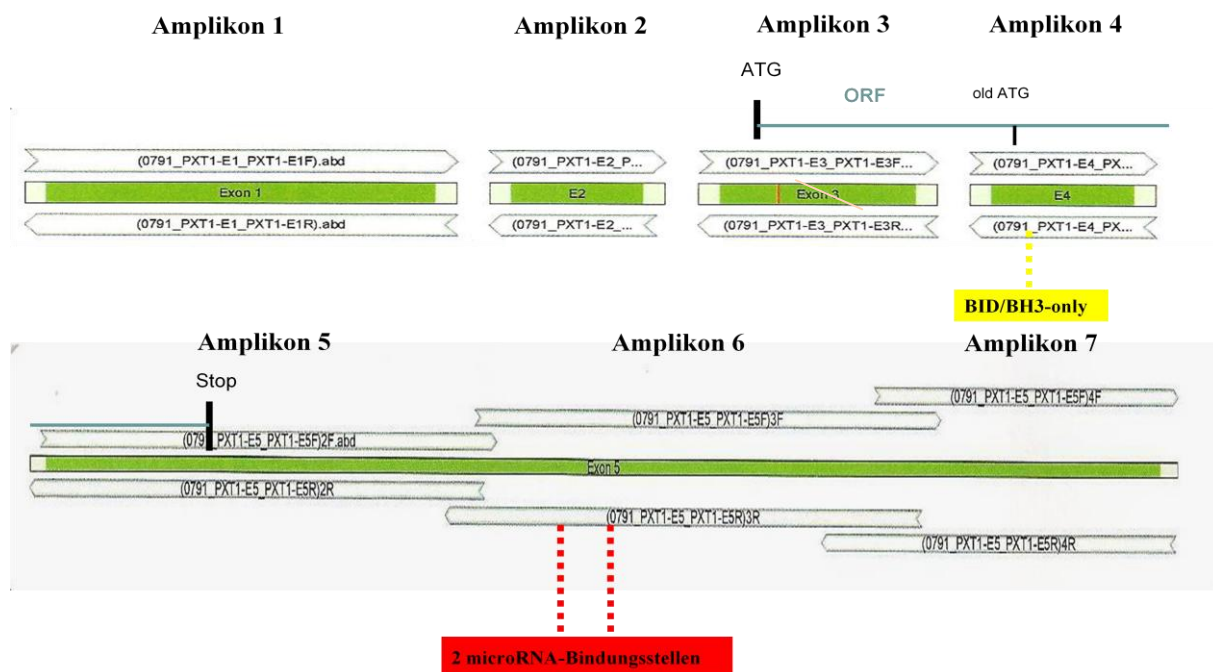 Amplikon 1 Amplikon 2 Amplikon 3 Amplikon 4
ATG
ORF
old ATG
(0791_PXT1-E1_PXT1-E1F).abd (0791_PXT1-E2_P... (0791_PXT1-E3_PXT1-E3F... (0791_PXT1-E4_PX...
Exon 1 E2 Exon 3 E4
(0791_PXT1-E1_PXT1-E1R).abd (0791_PXT1-E2_... (0791_PXT1-E3_PXT1-E3R... (0791_PXT1-E4_PX...
BID/BH3-only
Amplikon 5 Amplikon 6 Amplikon 7
Stop
(0791_PXT1-E5_PXT1-E5F)4F
(0791_PXT1-E5_PXT1-E5F)3F
(0791_PXT1-E5_PXT1-E5F)2F.abd
Exon 5
(0791_PXT1-E5_PXT1-E5R)2R
(0791_PXT1-E5_PXT1-E5R)3R
(0791_PXT1-E5_PXT1-E5R)4R
2 microRNA-Bindungsstellen